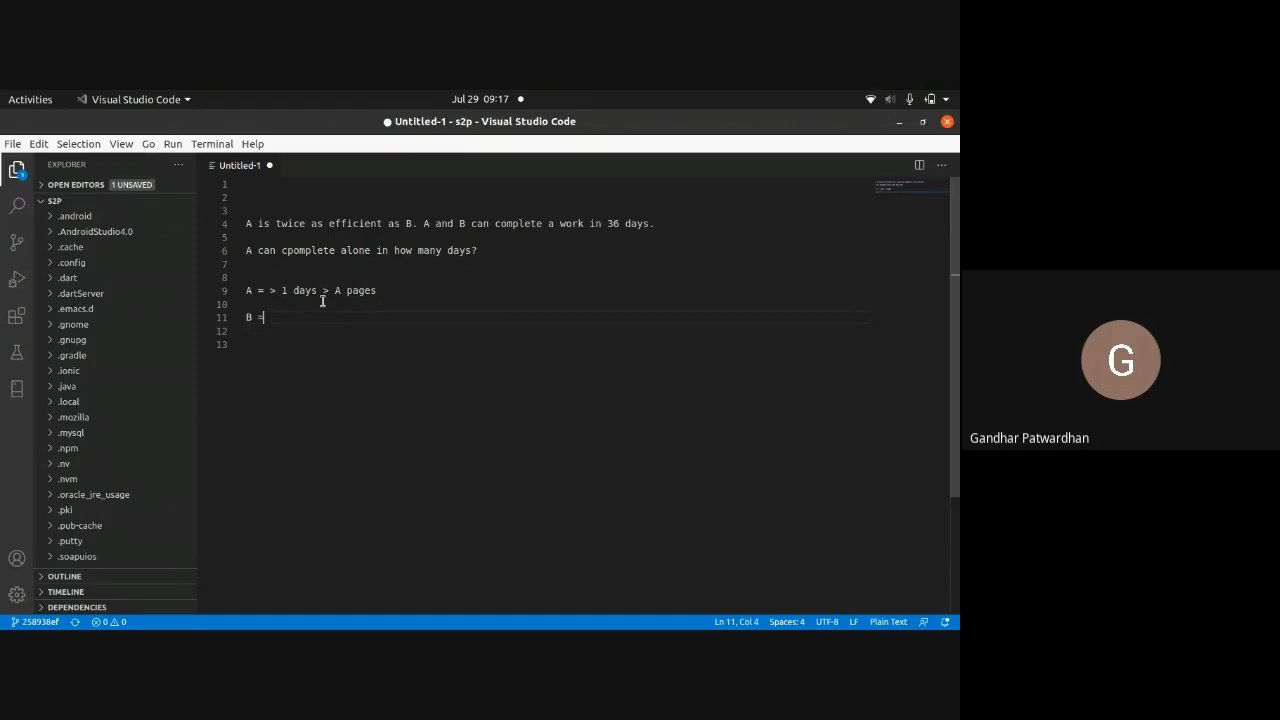 Activities
Visual Studio Code
Jul 29 09:17
Untitled-1 - s2p - Visual Studio Code
File Edit Selection View Go Run Terminal Help
EXPLORER
Untitled-1
OPEN EDITORS 1 UNSAVED
S2P
.android
.AndroidStudio4.0
.cache
.config
.dart
.dartServer
.emacs.d
.gnome
.gnupg
.gradle
.ionic
.java
.local
.mozilla
.mysql
.npm
.nv
.nvm
.oracle_jre_usage
.pki
.pub-cache
.putty
.soapuios
OUTLINE
TIMELINE
DEPENDENCIES
1
2
3
4 A is twice as efficient as B. A and B can complete a work in 36 days.
5
6 A can cpomplete alone in how many days?
7
8
9 A = > 1 days > A pages
10
11 B =
12
13
1
258938ef 0 0
Ln 11, Col 4 Spaces: 4 UTF-8 LF Plain Text
G
Gandhar Patwardhan